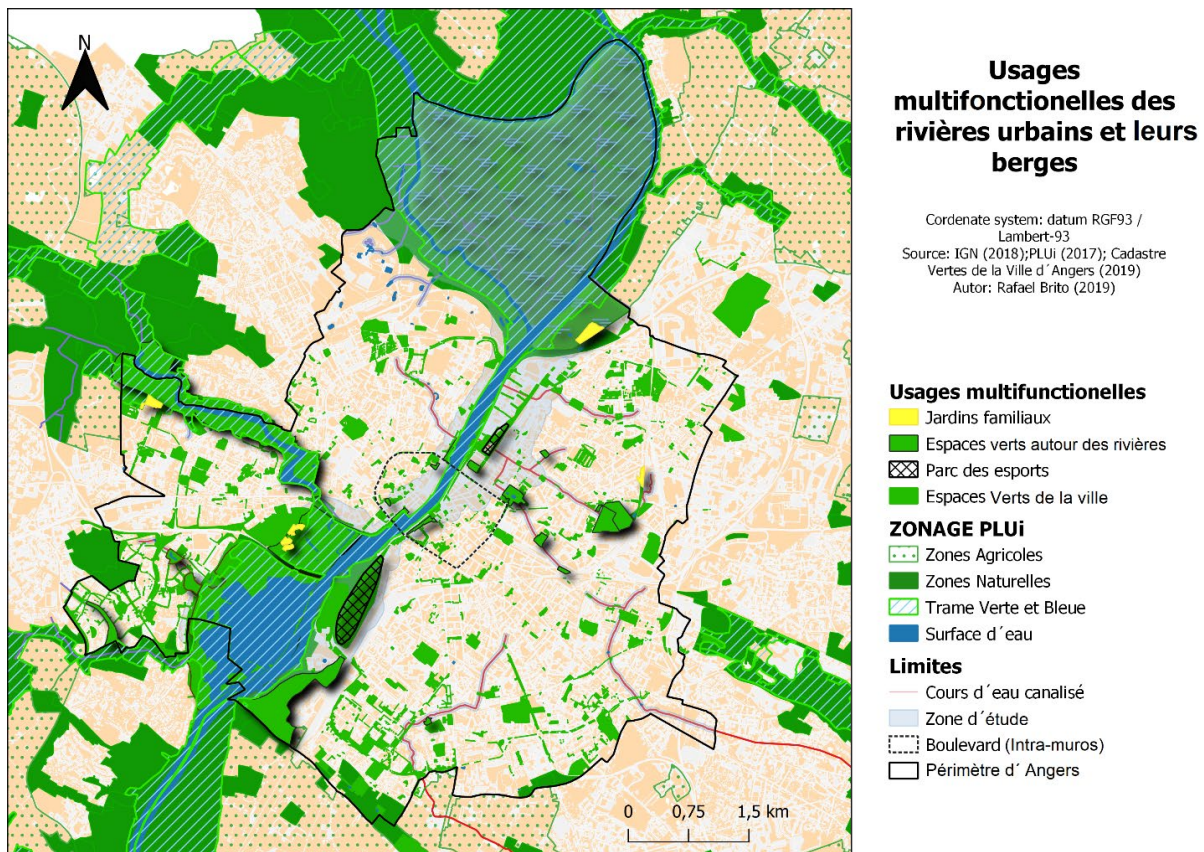 N
0 0,75 1,5 km
Usages
multifonctionelles des
rivières urbains et leurs
berges
Cordenate system: datum RGF93 /
Lambert-93
Source: IGN (2018);PLUi (2017); Cadastre
Vertes de la Ville d´Angers (2019)
Autor: Rafael Brito (2019)
Usages multifunctionelles
Jardins familiaux
Espaces verts autour des rivières
Parc des esports
Espaces Verts de la ville
ZONAGE PLUi
Zones Agricoles
Zones Naturelles
Trame Verte et Bleue
Surface d´eau
Limites
Cours d´eau canalisé
Zone d´étude
Boulevard (Intra-muros)
Périmètre d´ Angers